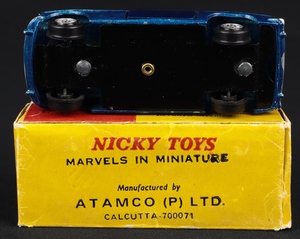 NICKY TOYS
MARVELS IN MINIATURE
Manufactured by
ATAMCO (P) LTD.
CALCUTTA-700071